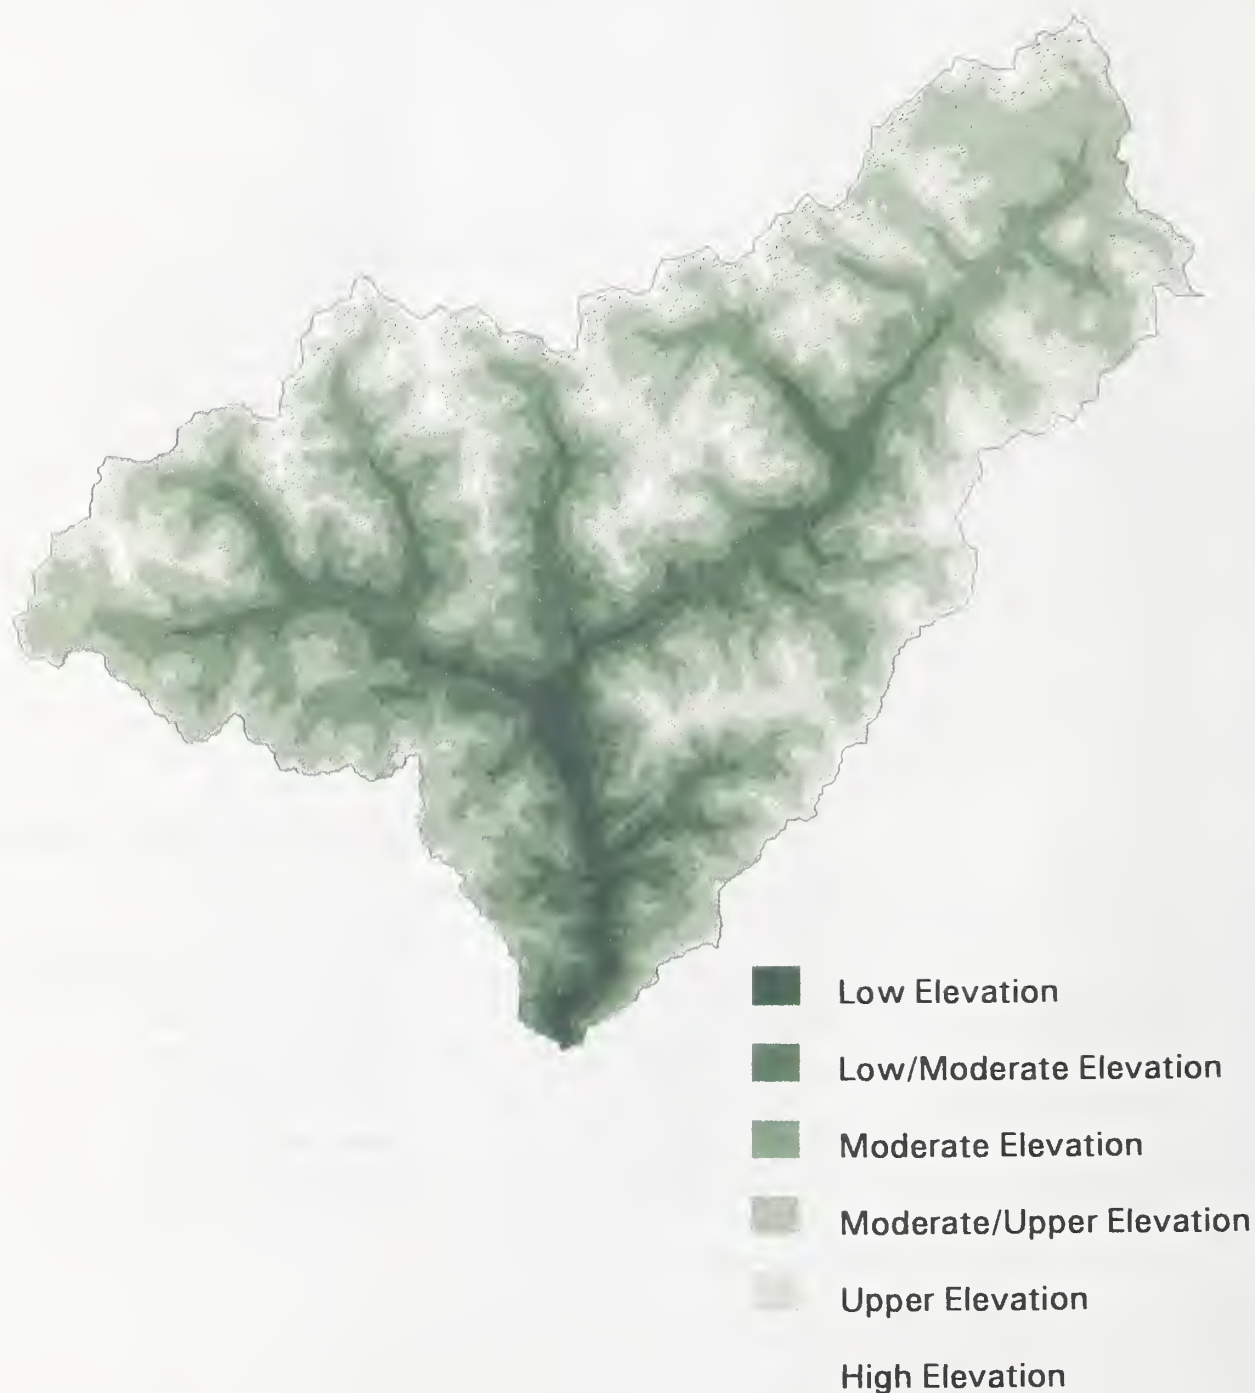 Low Elevation
Low/Moderate Elevation
Moderate Elevation
Moderate/Upper Elevation
Upper Elevation
High Elevation